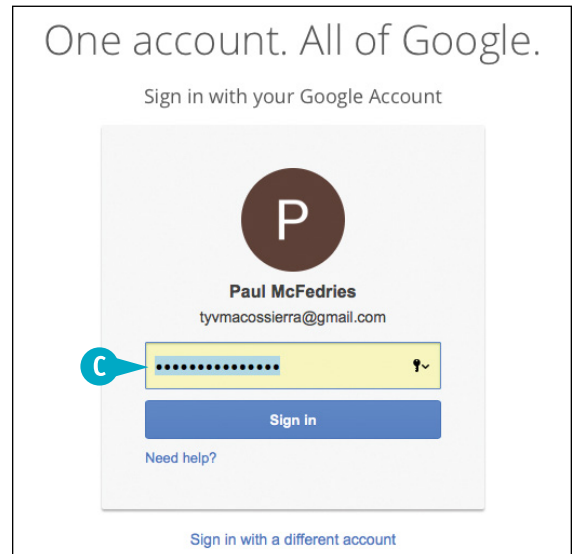 One account. All of Google.
Sign in with your Google Account
P
Paul McFedries
tyvmacossierra@gmail.com
C
•••••••••••••••
Sign in
Need help?
Sign in with a different account